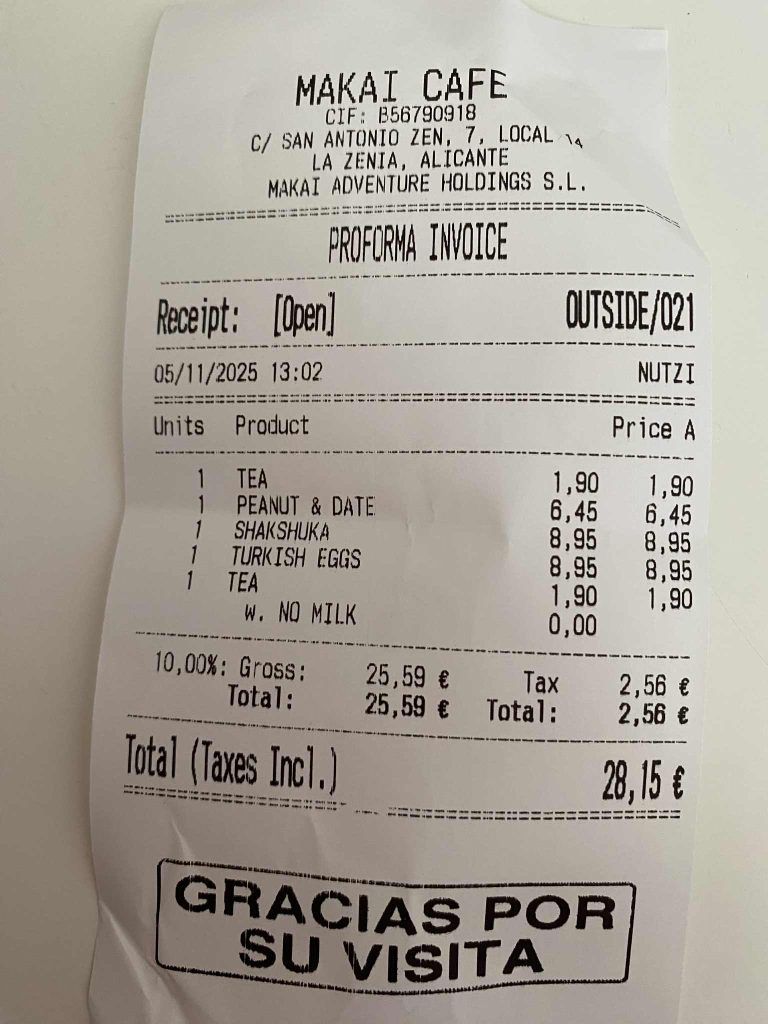 MAKAI CAFE
CIF: B56790918
C/ SAN ANTONIO ZEN, 7, LOCAL 14
LA ZENIA, ALICANTE
MAKAI ADVENTURE HOLDINGS S.L.
PROFORMA INVOICE
Receipt: [Open] OUTSIDE/021
05/11/2025 13:02 NUTZI
Units Product Price A
1 TEA 1,90 1,90
1 PEANUT & DATE 6,45 6,45
1 SHAKSHUKA 8,95 8,95
1 TURKISH EGGS 8,95 8,95
1 TEA 1,90 1,90
w. NO MILK 0,00
10,00%: Gross: 25,59 € Tax 2,56 €
Total: 25,59 € Total: 2,56 €
Total (Taxes Incl.) 28,15 €
GRACIAS POR
SU VISITA